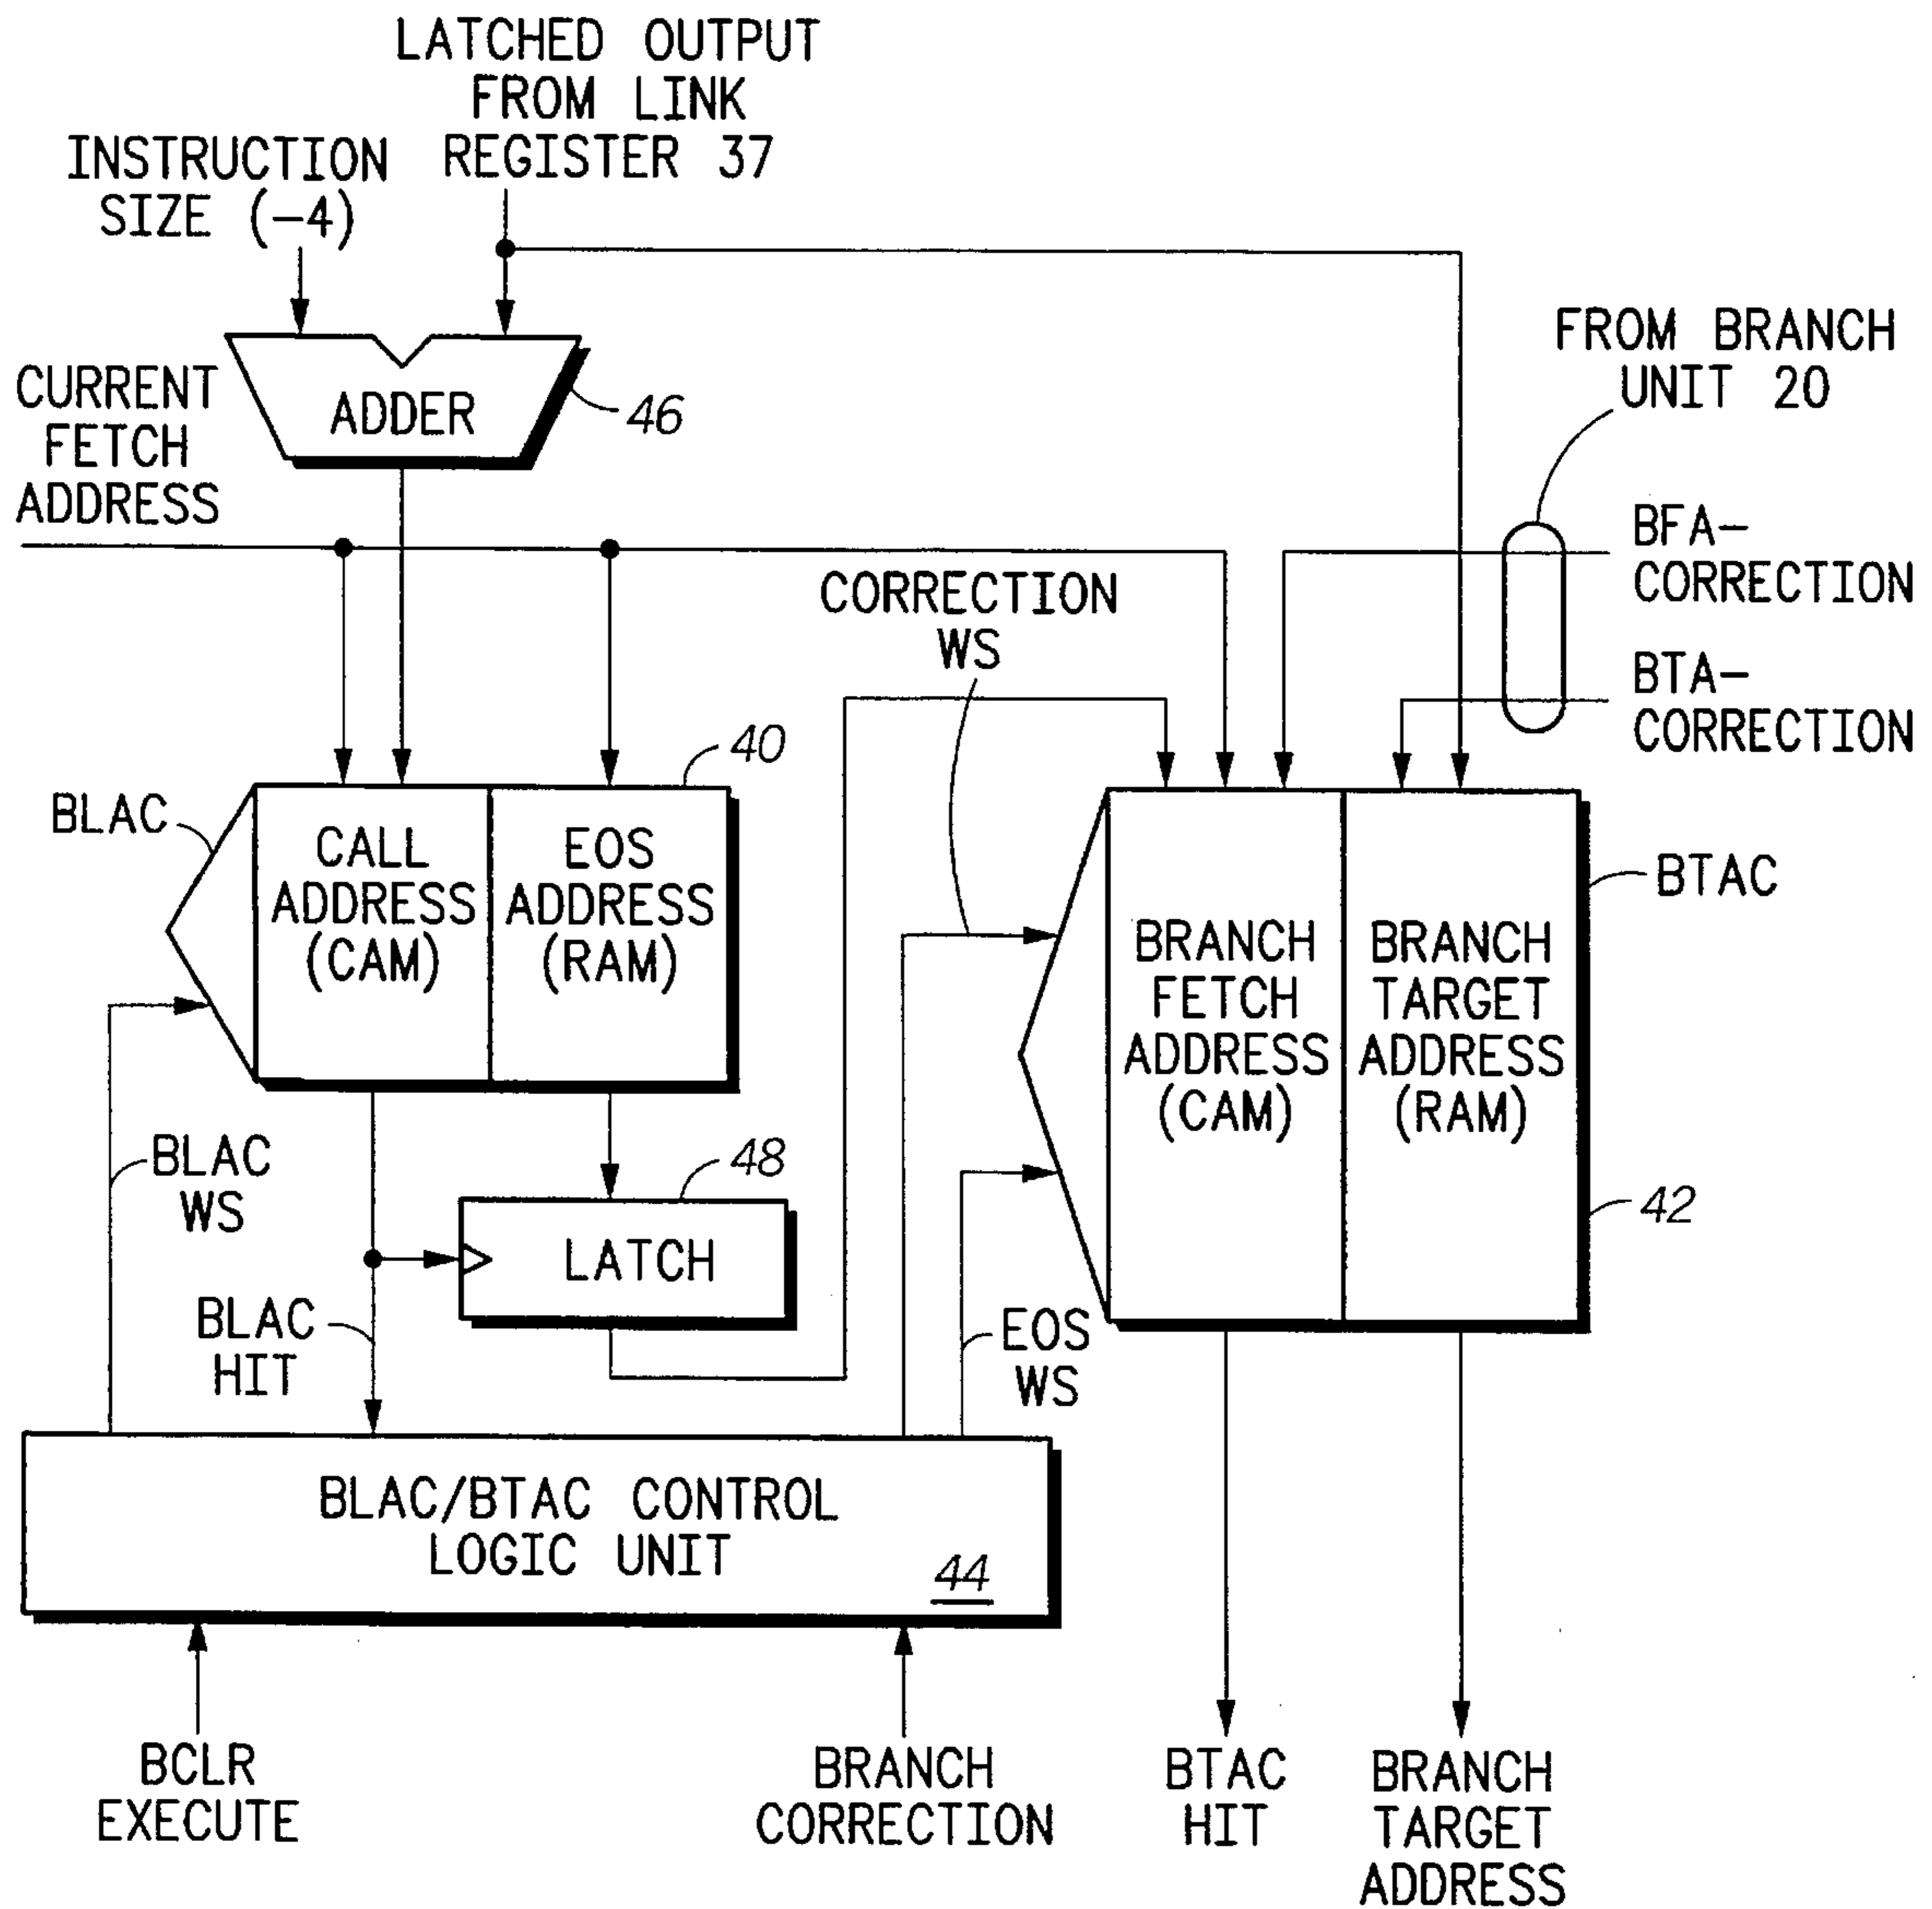 LATCHED OUTPUT
FROM LINK
REGISTER 37
INSTRUCTION
SIZE (-4)
FROM BRANCH
UNIT 20
CURRENT
FETCH
ADDRESS
ADDER
46
BFA-
CORRECTION
CORRECTION
WS
BTA-
CORRECTION
40
BLAC
CALL
ADDRESS
(CAM)
EOS
ADDRESS
(RAM)
BTAC
BRANCH
FETCH
ADDRESS
(CAM)
BRANCH
TARGET
ADDRESS
(RAM)
BLAC
WS
48
42
LATCH
BLAC
HIT
EOS
WS
BLAC/BTAC CONTROL
LOGIC UNIT
44
BCLR
EXECUTE
BRANCH
CORRECTION
BTAC
HIT
BRANCH
TARGET
ADDRESS